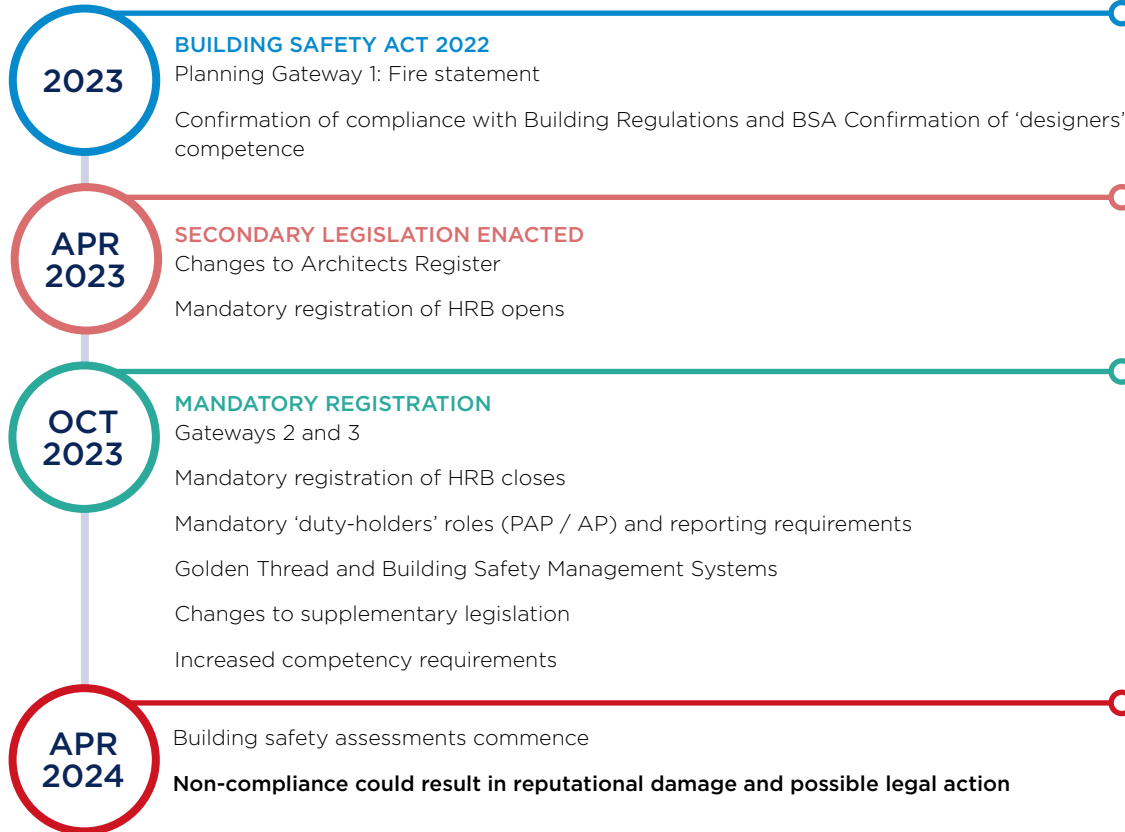 2023
BUILDING SAFETY ACT 2022
Planning Gateway 1: Fire statement
Confirmation of compliance with Building Regulations and BSA Confirmation of ‘designers’
competence
APR
2023
SECONDARY LEGISLATION ENACTED
Changes to Architects Register
Mandatory registration of HRB opens
OCT
2023
MANDATORY REGISTRATION
Gateways 2 and 3
Mandatory registration of HRB closes
Mandatory ‘duty-holders’ roles (PAP / AP) and reporting requirements
Golden Thread and Building Safety Management Systems
Changes to supplementary legislation
Increased competency requirements
APR
2024
Building safety assessments commence
Non-compliance could result in reputational damage and possible legal action